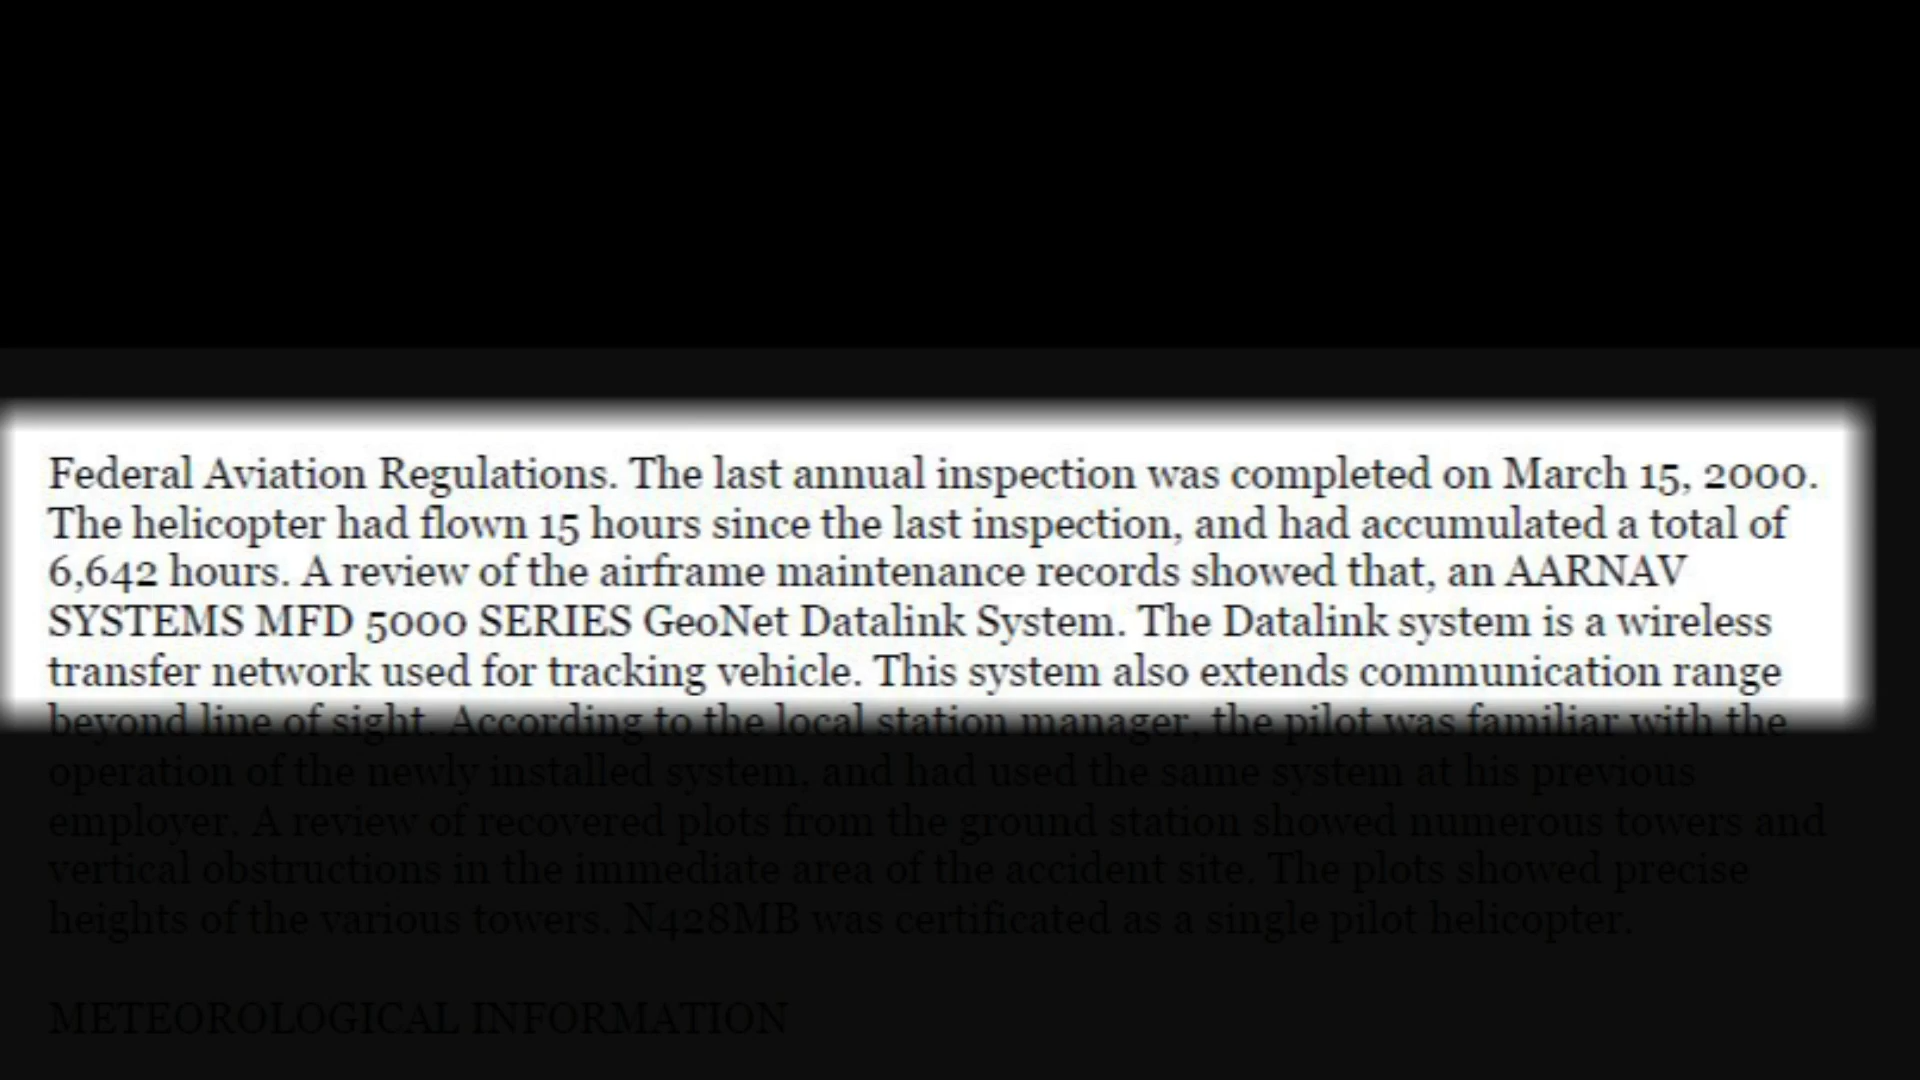 Federal Aviation Regulations. The last annual inspection was completed on March 15, 2000.
The helicopter had flown 15 hours since the last inspection, and had accumulated a total of
6,642 hours. A review of the airframe maintenance records showed that, an AARNAV
SYSTEMS MFD 5000 SERIES GeoNet Datalink System. The Datalink system is a wireless
transfer network used for tracking vehicle. This system also extends communication range
beyond line of sight. According to the local station manager, the pilot was familiar with the
operation of the newly installed system, and had used the same system at his previous
employer. A review of recovered plots from the ground station showed numerous towers and
vertical obstructions in the immediate area of the accident site. The plots showed precise
heights of the various towers. N428MB was certificated as a single pilot helicopter.
METEOROLOGICAL INFORMATION